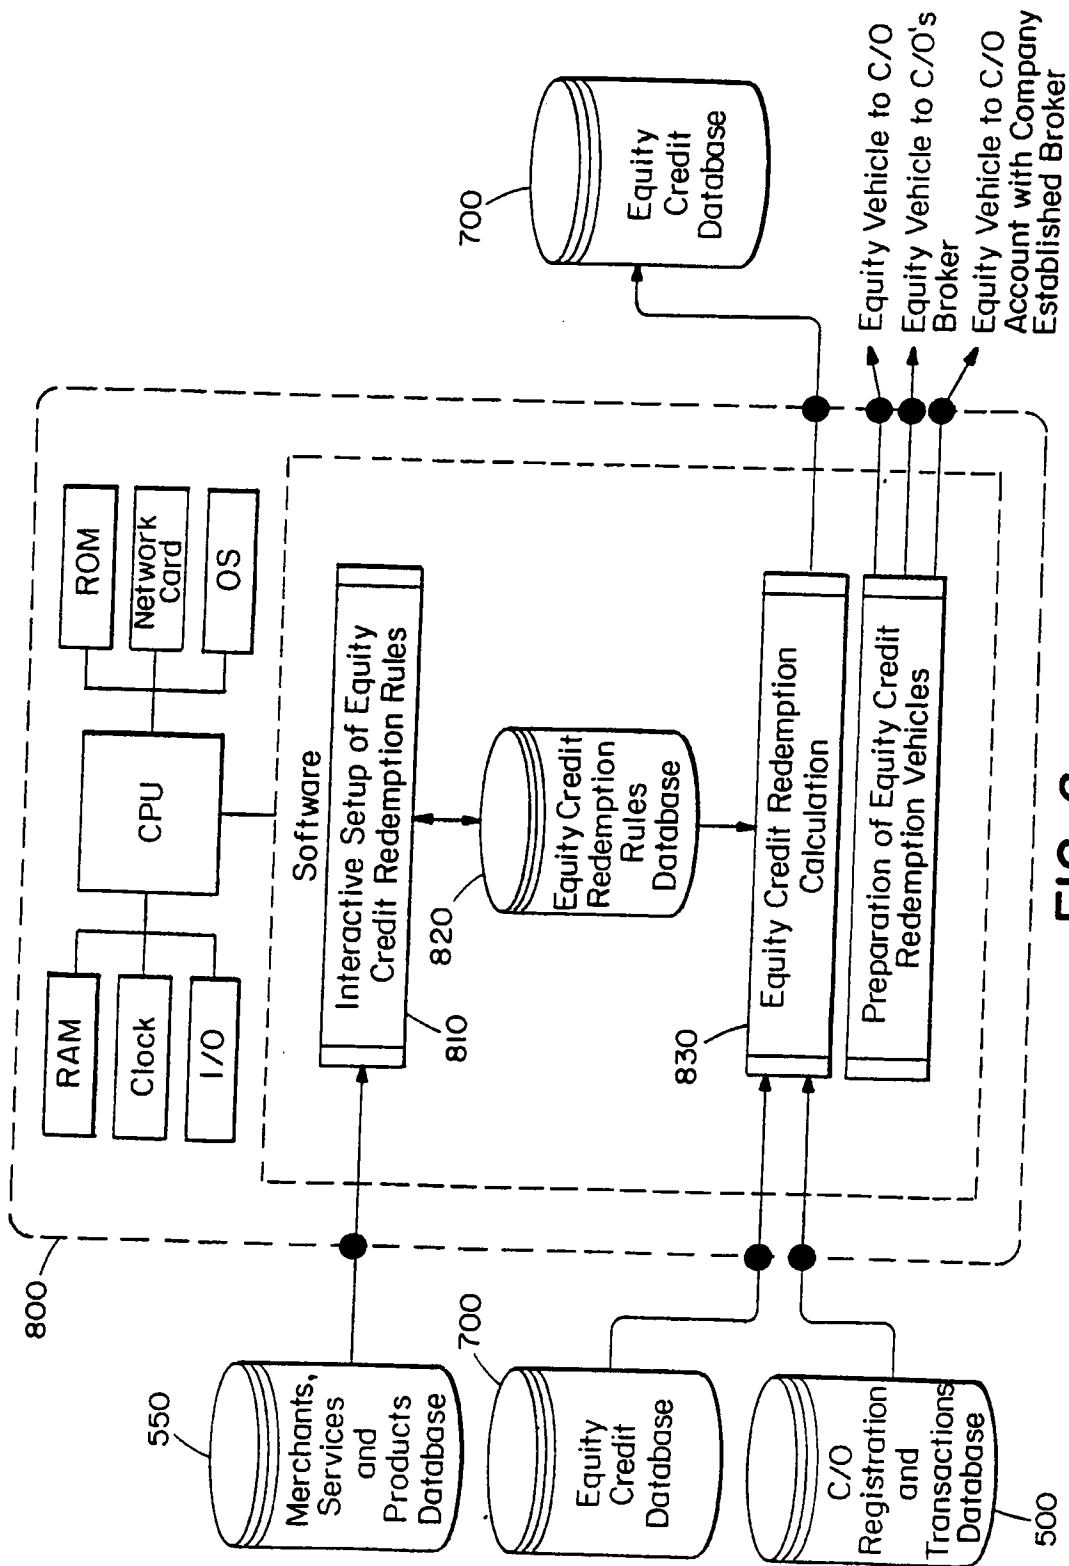 800
RAM
Clock
I/O
CPU
ROM
Network
Card
OS
Software
550
Merchants,
Services
and
Products
Database
Interactive Setup of Equity
Credit Redemption Rules
810
820
Equity Credit
Redemption
Rules
Database
700
Equity
Credit
Database
C/O
Registration
and
Transactions
Database
500
830
Equity Credit Redemption
Calculation
Preparation of Equity Credit
Redemption Vehicles
700
Equity
Credit
Database
Equity Vehicle to C/O
Equity Vehicle to C/O's
Broker
Equity Vehicle to C/O
Account with Company
Established Broker